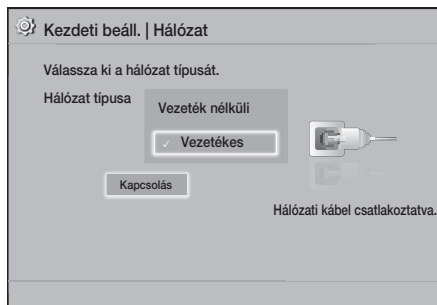 Kezdeti beáll. | Hálózat
Válassza ki a hálózat típusát.
Hálózat típusa
Vezeték nélküli
✓ Vezetékes
Kapcsolás
Hálózati kábel csatlakoztatva.